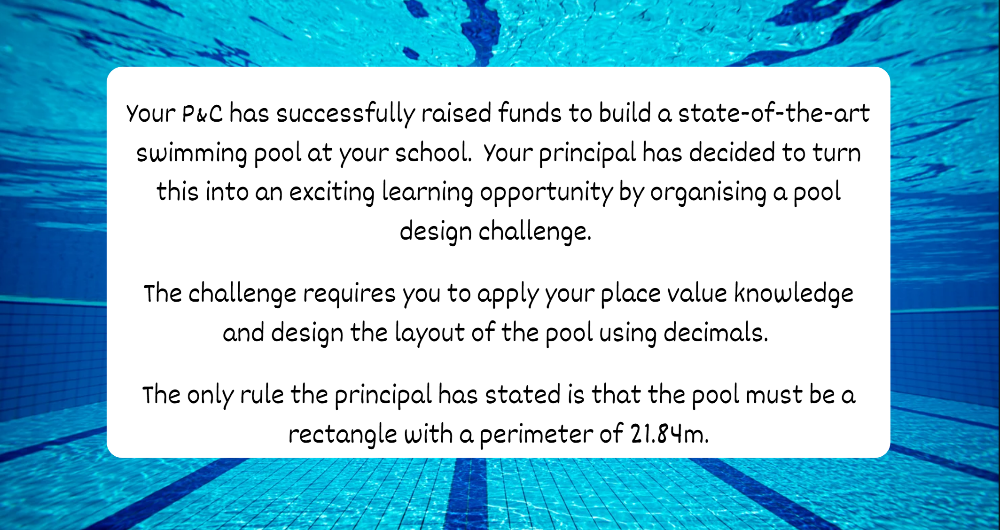 Your P&C has successfully raised funds to build a state-of-the-art
swimming pool at your school.  Your principal has decided to turn
this into an exciting learning opportunity by organising a pool
design challenge.
The challenge requires you to apply your place value knowledge
and design the layout of the pool using decimals.
The only rule the principal has stated is that the pool must be a
rectangle with a perimeter of 21.84m.